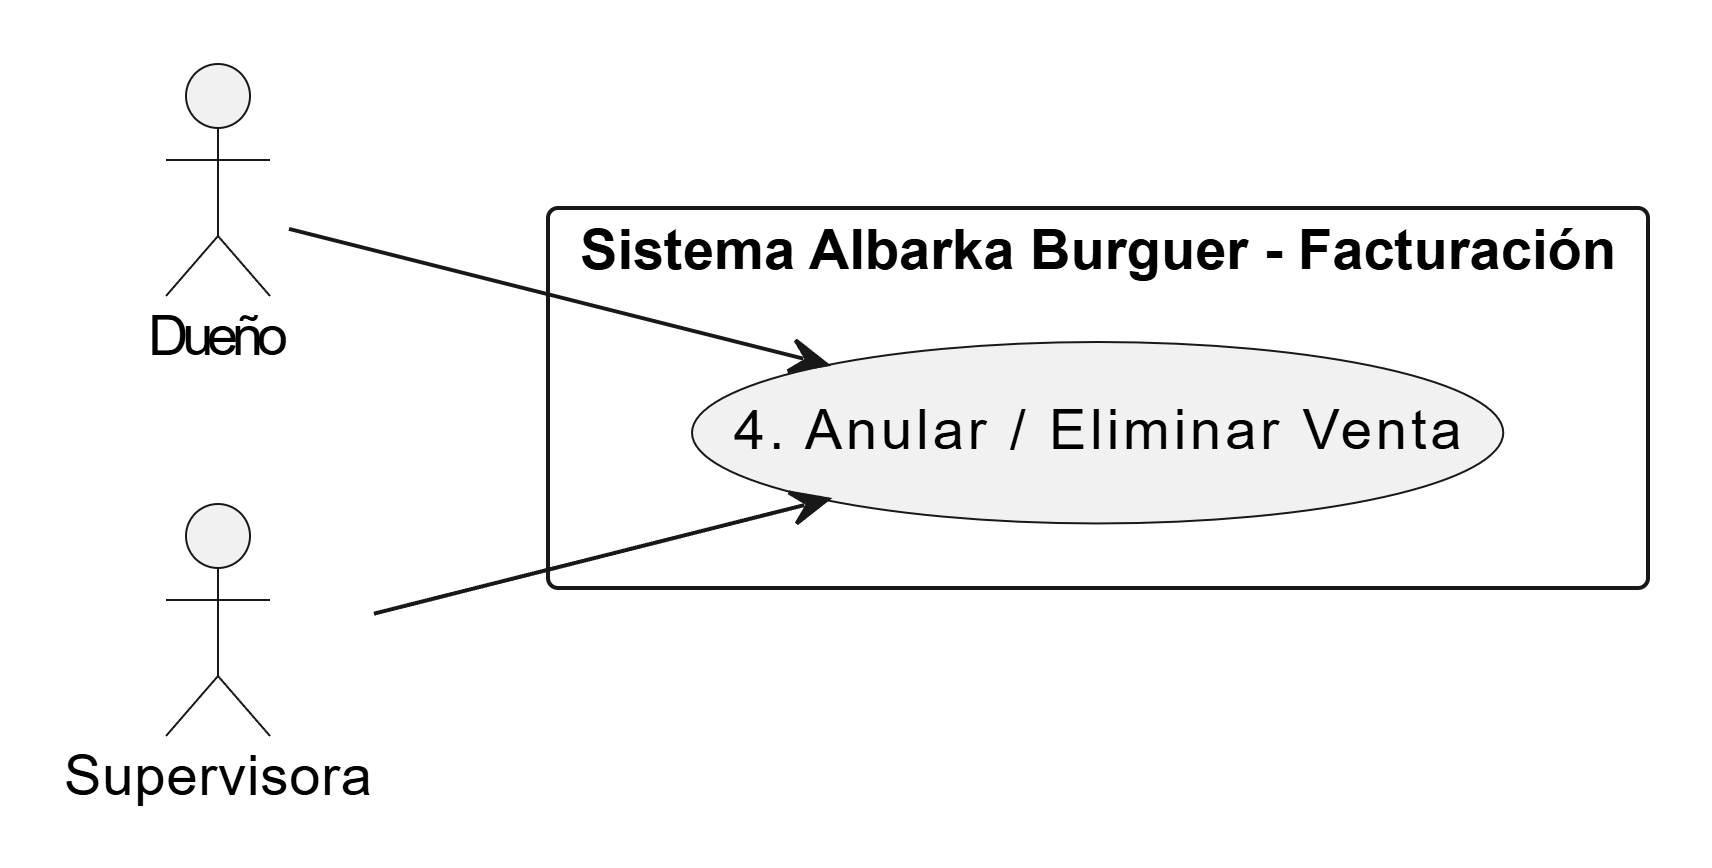 Dueño
Sistema Albarka Burguer - Facturación
4. Anular / Eliminar Venta
Supervisora